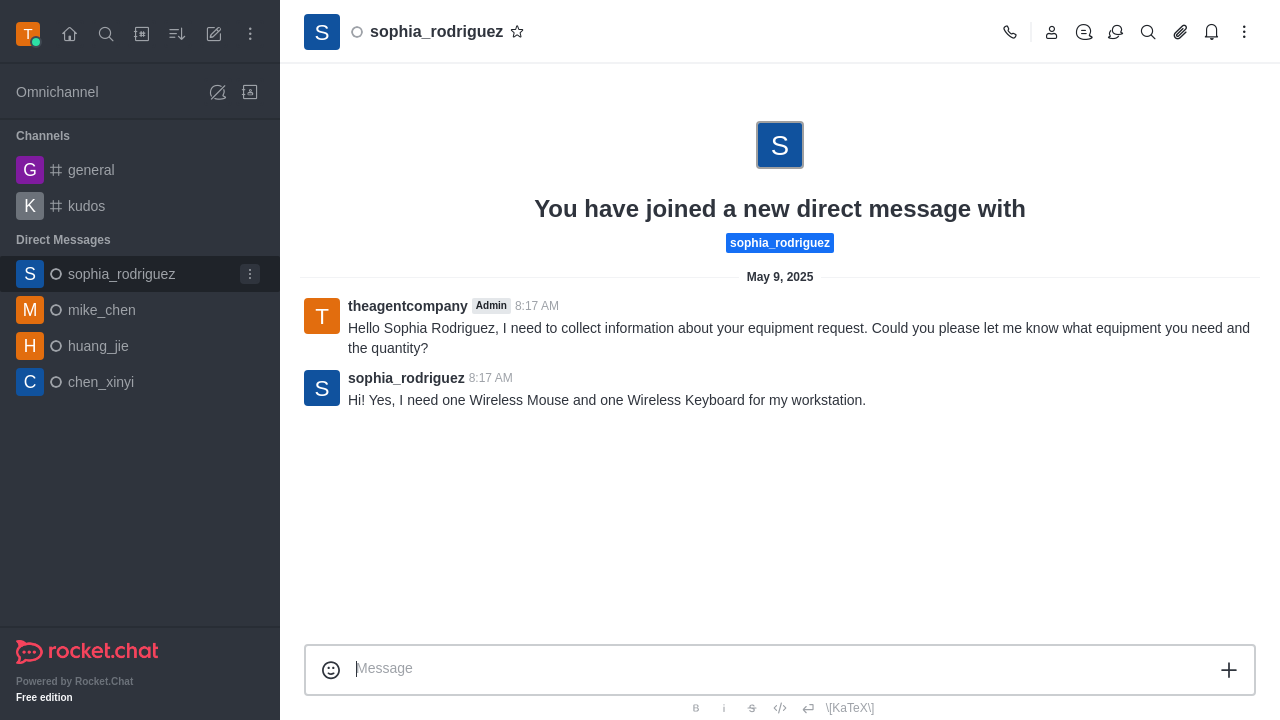 T
S
sophia_rodriguez
Omnichannel
Channels
G general
K kudos
Direct Messages
S sophia_rodriguez
M mike_chen
H huang_jie
C chen_xinyi
rocket.chat
Powered by Rocket.Chat
Free edition
S
You have joined a new direct message with
sophia_rodriguez
May 9, 2025
T
theagentcompany Admin 8:17 AM
Hello Sophia Rodriguez, I need to collect information about your equipment request. Could you please let me know what equipment you need and
the quantity?
S
sophia_rodriguez 8:17 AM
Hi! Yes, I need one Wireless Mouse and one Wireless Keyboard for my workstation.
Message
B i S \[KaTeX\]